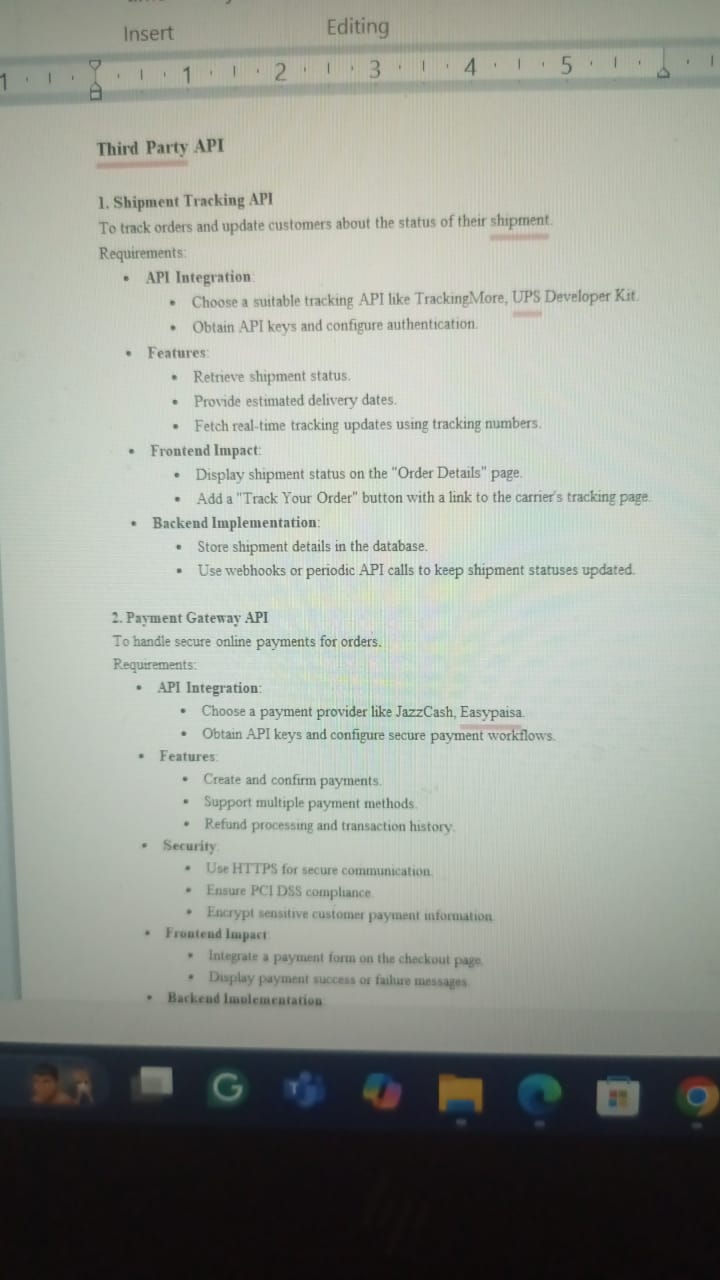 Insert
Editing
1 1 2 3 4 5
Third Party API
1. Shipment Tracking API
To track orders and update customers about the status of their shipment.
Requirements:
• API Integration:
• Choose a suitable tracking API like TrackingMore, UPS Developer Kit.
• Obtain API keys and configure authentication.
• Features:
• Retrieve shipment status.
• Provide estimated delivery dates.
• Fetch real-time tracking updates using tracking numbers.
• Frontend Impact:
• Display shipment status on the "Order Details" page.
• Add a "Track Your Order" button with a link to the carrier's tracking page.
• Backend Implementation:
• Store shipment details in the database.
• Use webhooks or periodic API calls to keep shipment statuses updated.
2. Payment Gateway API
To handle secure online payments for orders.
Requirements:
• API Integration:
• Choose a payment provider like JazzCash, Easypaisa.
• Obtain API keys and configure secure payment workflows.
• Features:
• Create and confirm payments.
• Support multiple payment methods.
• Refund processing and transaction history.
• Security:
• Use HTTPS for secure communication.
• Ensure PCI DSS compliance.
• Encrypt sensitive customer payment information.
• Frontend Impact:
• Integrate a payment form on the checkout page.
• Display payment success or failure messages.
• Backend Implementation: